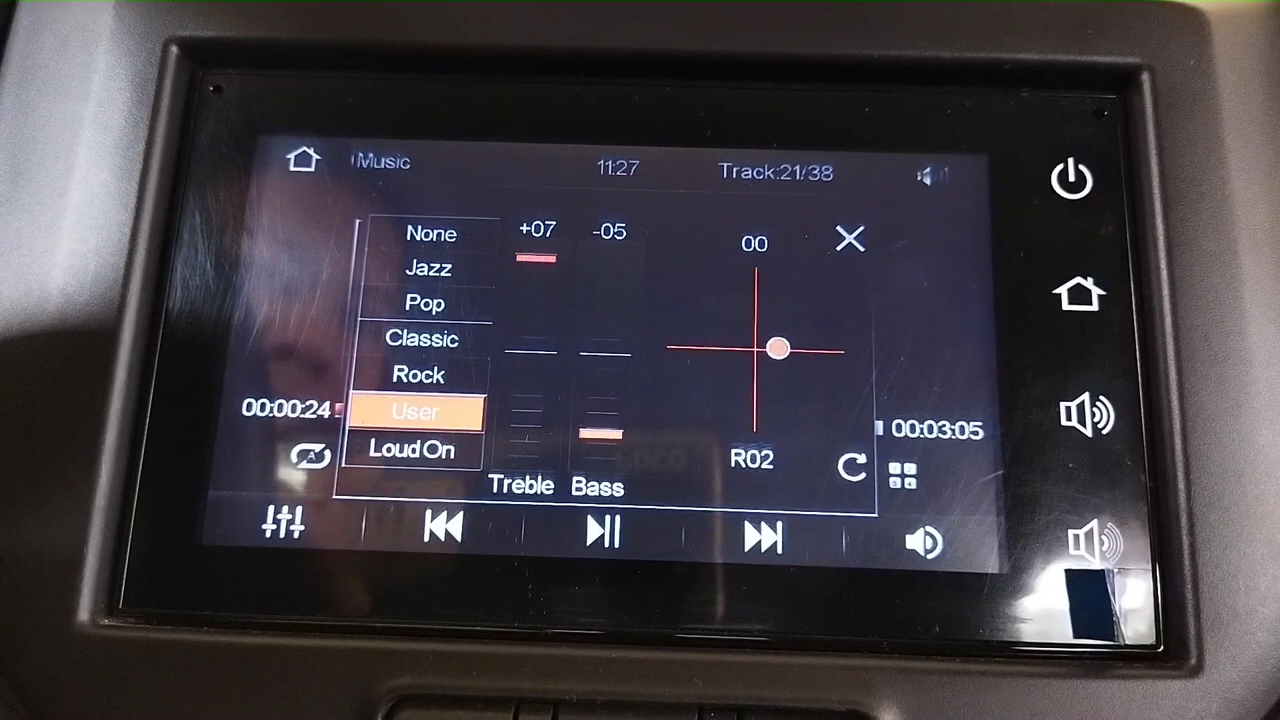 Music 11:27 Track:21/38
None +07 -05 00
Jazz
Pop
Classic
Rock
00:00:24 User 00:03:05
Loud On R02
A
Treble Bass